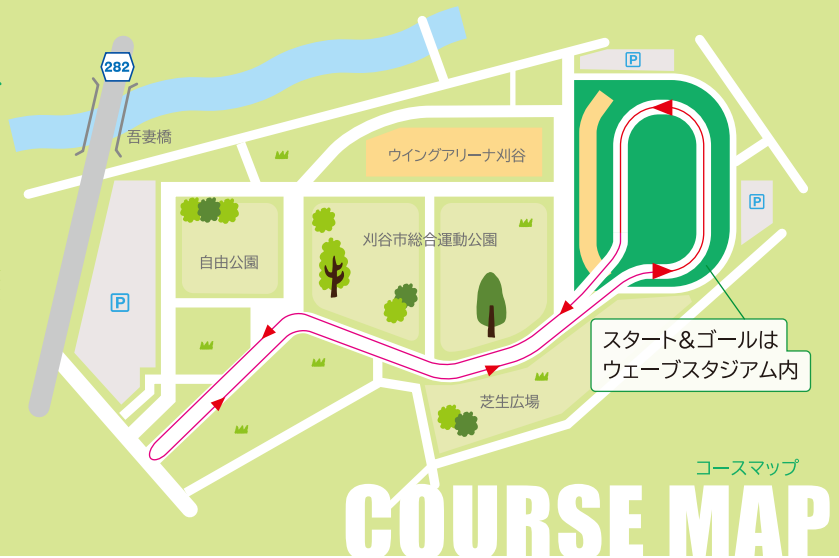 282
吾妻橋
P
ウイングアリーナ刈谷
P
刈谷市総合運動公園
自由公園
P
スタート&ゴールは
ウェーブスタジアム内
芝生広場
コースマップ
COURSE MAP